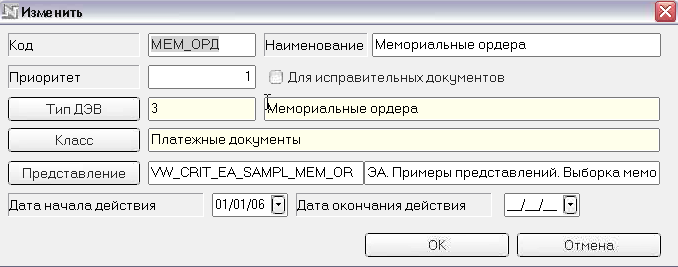 Изменить
Код МЕМ_ОРД Наименование Мемориальные ордера
Приоритет 1 Для исправительных документов
Тип ДЭВ 3 Мемориальные ордера
Класс Платежные документы
Представление VW_CRIT_EA_SAMPL_MEM_OR ЭА. Примеры представлений. Выборка мемо
Дата начала действия 01/01/06 Дата окончания действия __/__/__
ОК Отмена